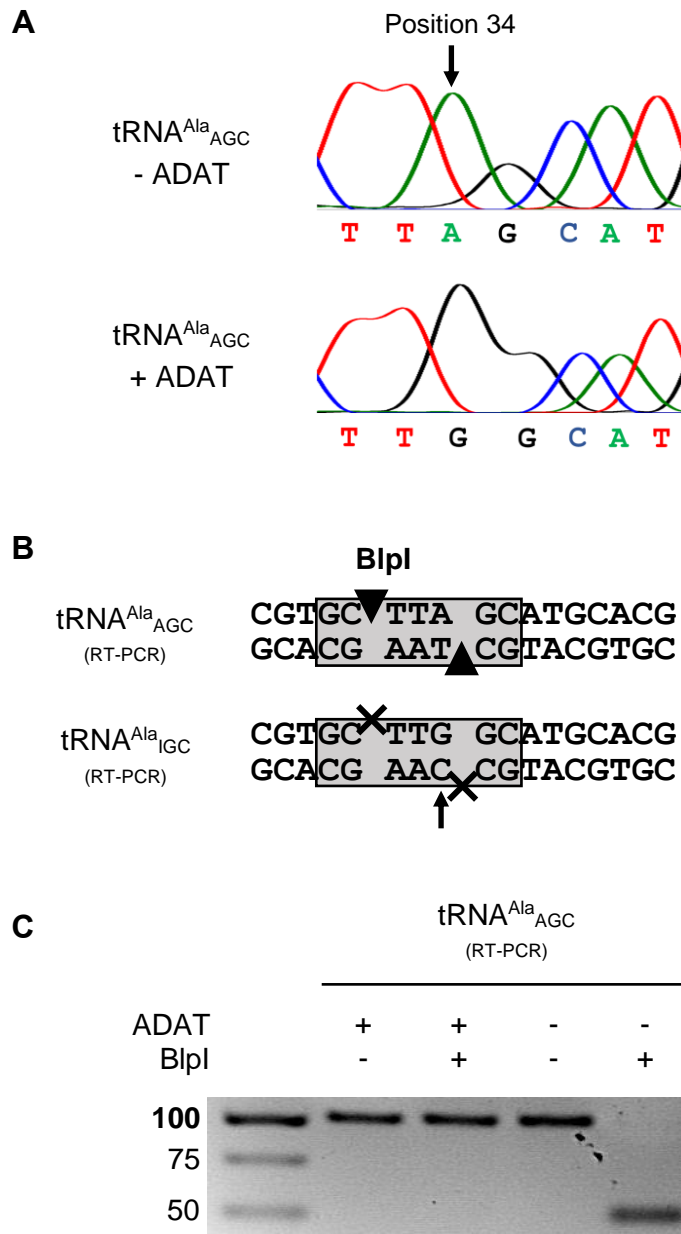 A
Position 34
tRNAAlaAGC
- ADAT
T T A G C A T
tRNAAlaAGC
+ ADAT
T T G G C A T
B
BlpI
tRNAAlaAGC
(RT-PCR)
CGTGC TTA GCATGCACG
GCACG AAT CGTACGTGC
tRNAAlaIGC
(RT-PCR)
CGTGC TTG GCATGCACG
GCACG AAC CGTACGTGC
C
tRNAAlaAGC
(RT-PCR)
ADAT + + - -
BlpI - + - +
100
75
50